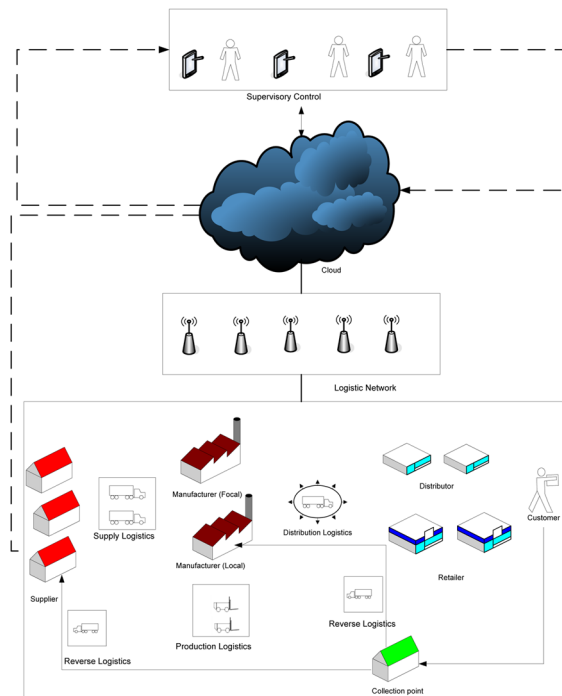 Supervisory Control
Cloud
Logistic Network
Manufacturer (Focal)
Distributor
Supply Logistics
Distribution Logistics
Customer
Manufacturer (Local)
Supplier
Retailer
Reverse Logistics
Production Logistics
Reverse Logistics
Collection point